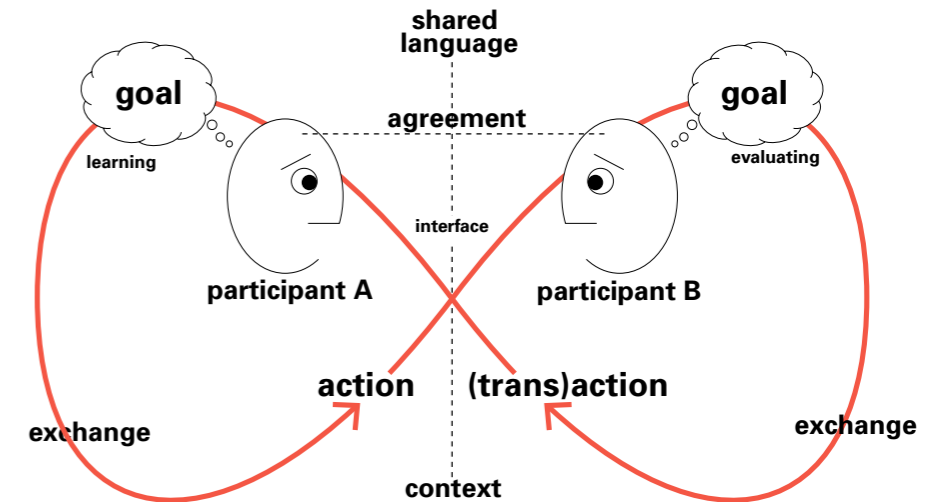 shared
language
goal
goal
agreement
learning
evaluating
interface
participant A
participant B
action
(trans)action
exchange
exchange
context